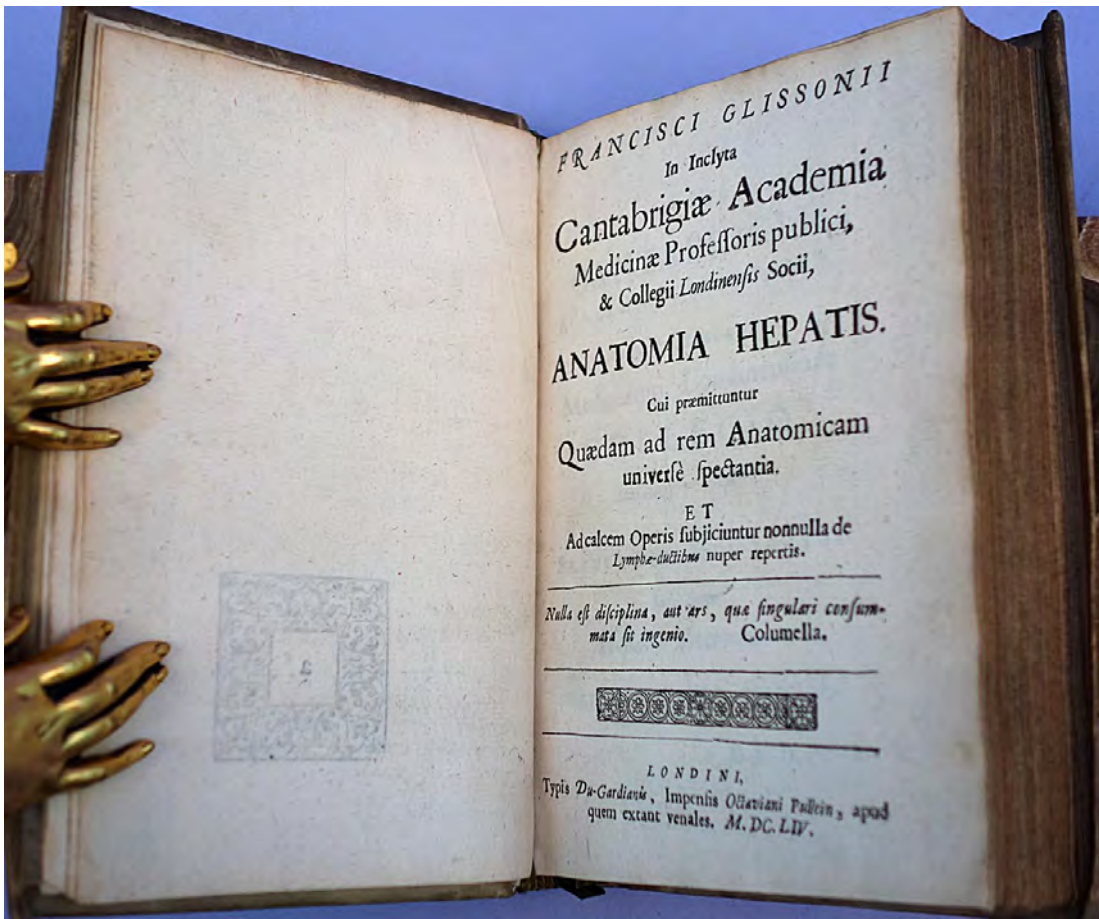 FRANCISCI GLISSONII
In Inclyta
Cantabrigiæ Academia
Medicinæ Profeſſoris publici,
& Collegii Londinenſis Socii,
ANATOMIA HEPATIS.
Cui præmittuntur
Quædam ad rem Anatomicam
univerſè ſpectantia.
ET
Ad calcem Operis ſubjiciuntur nonnulla de
Lymphæ-ductibus nuper repertis.
Nulla eſt diſciplina, aut ars, quæ ſingulari conſum-
mata ſit ingenio. Columella.
LONDINI,
Typis Du-Gardianis, Impenſis Octaviani Pullein, apud
quem extant venales. M. DC. LIV.